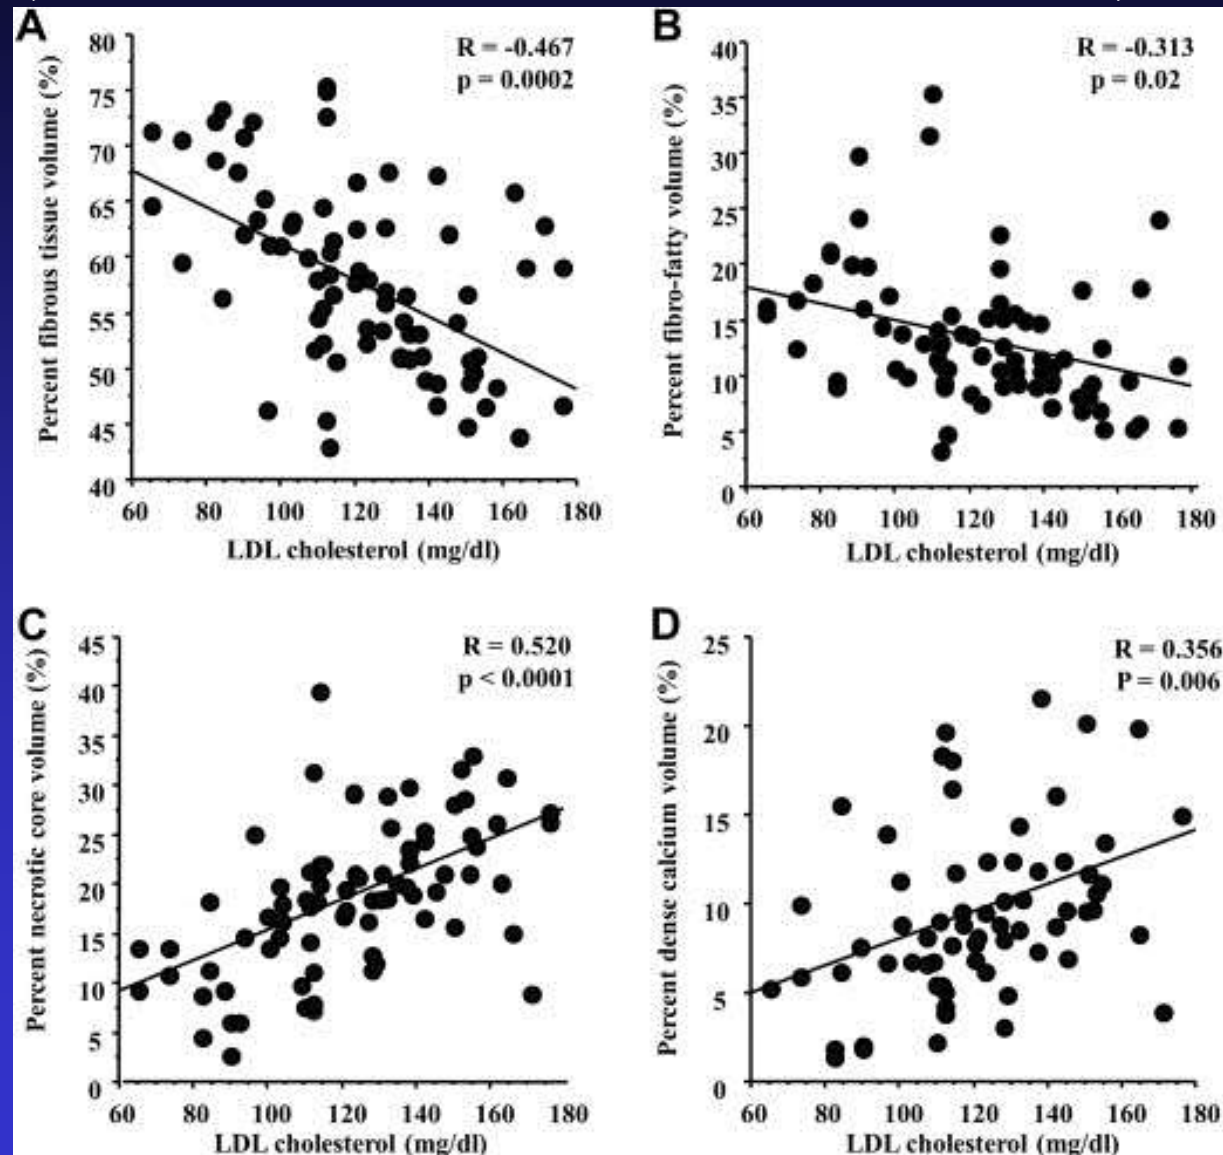 A
R = -0.467
p = 0.0002
Percent fibrous tissue volume (%)
80
75
70
65
60
55
50
45
40
60 80 100 120 140 160 180
LDL cholesterol (mg/dl)
B
R = -0.313
p = 0.02
Percent fibro-fatty volume (%)
40
35
30
25
20
15
10
5
0
60 80 100 120 140 160 180
LDL cholesterol (mg/dl)
C
R = 0.520
p < 0.0001
Percent necrotic core volume (%)
45
40
35
30
25
20
15
10
5
0
60 80 100 120 140 160 180
LDL cholesterol (mg/dl)
D
R = 0.356
P = 0.006
Percent dense calcium volume (%)
25
20
15
10
5
0
60 80 100 120 140 160 180
LDL cholesterol (mg/dl)